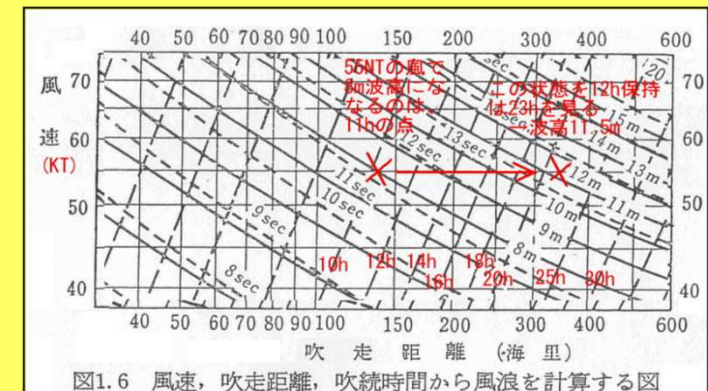 40 50 60 70 80 90 100 150 200 300 400 600
風速
(KT)
70
60
50
40
70
60
50
40
55NTの風で
8mの波高にな
なるのは、
11hの点
この状態を12h保持
は23hを見る
→波高11.5m
20
15m
14m
13m
12m
11m
10m
9m
8m
13sec
12sec
11sec
10sec
9sec
8sec
10h 12h 14h 16h 18h 20h 25h 30h
40 50 60 70 80 90 100 150 200 300 400 600
吹走距離(海里)
図1.6 風速，吹走距離，吹続時間から風浪を計算する図